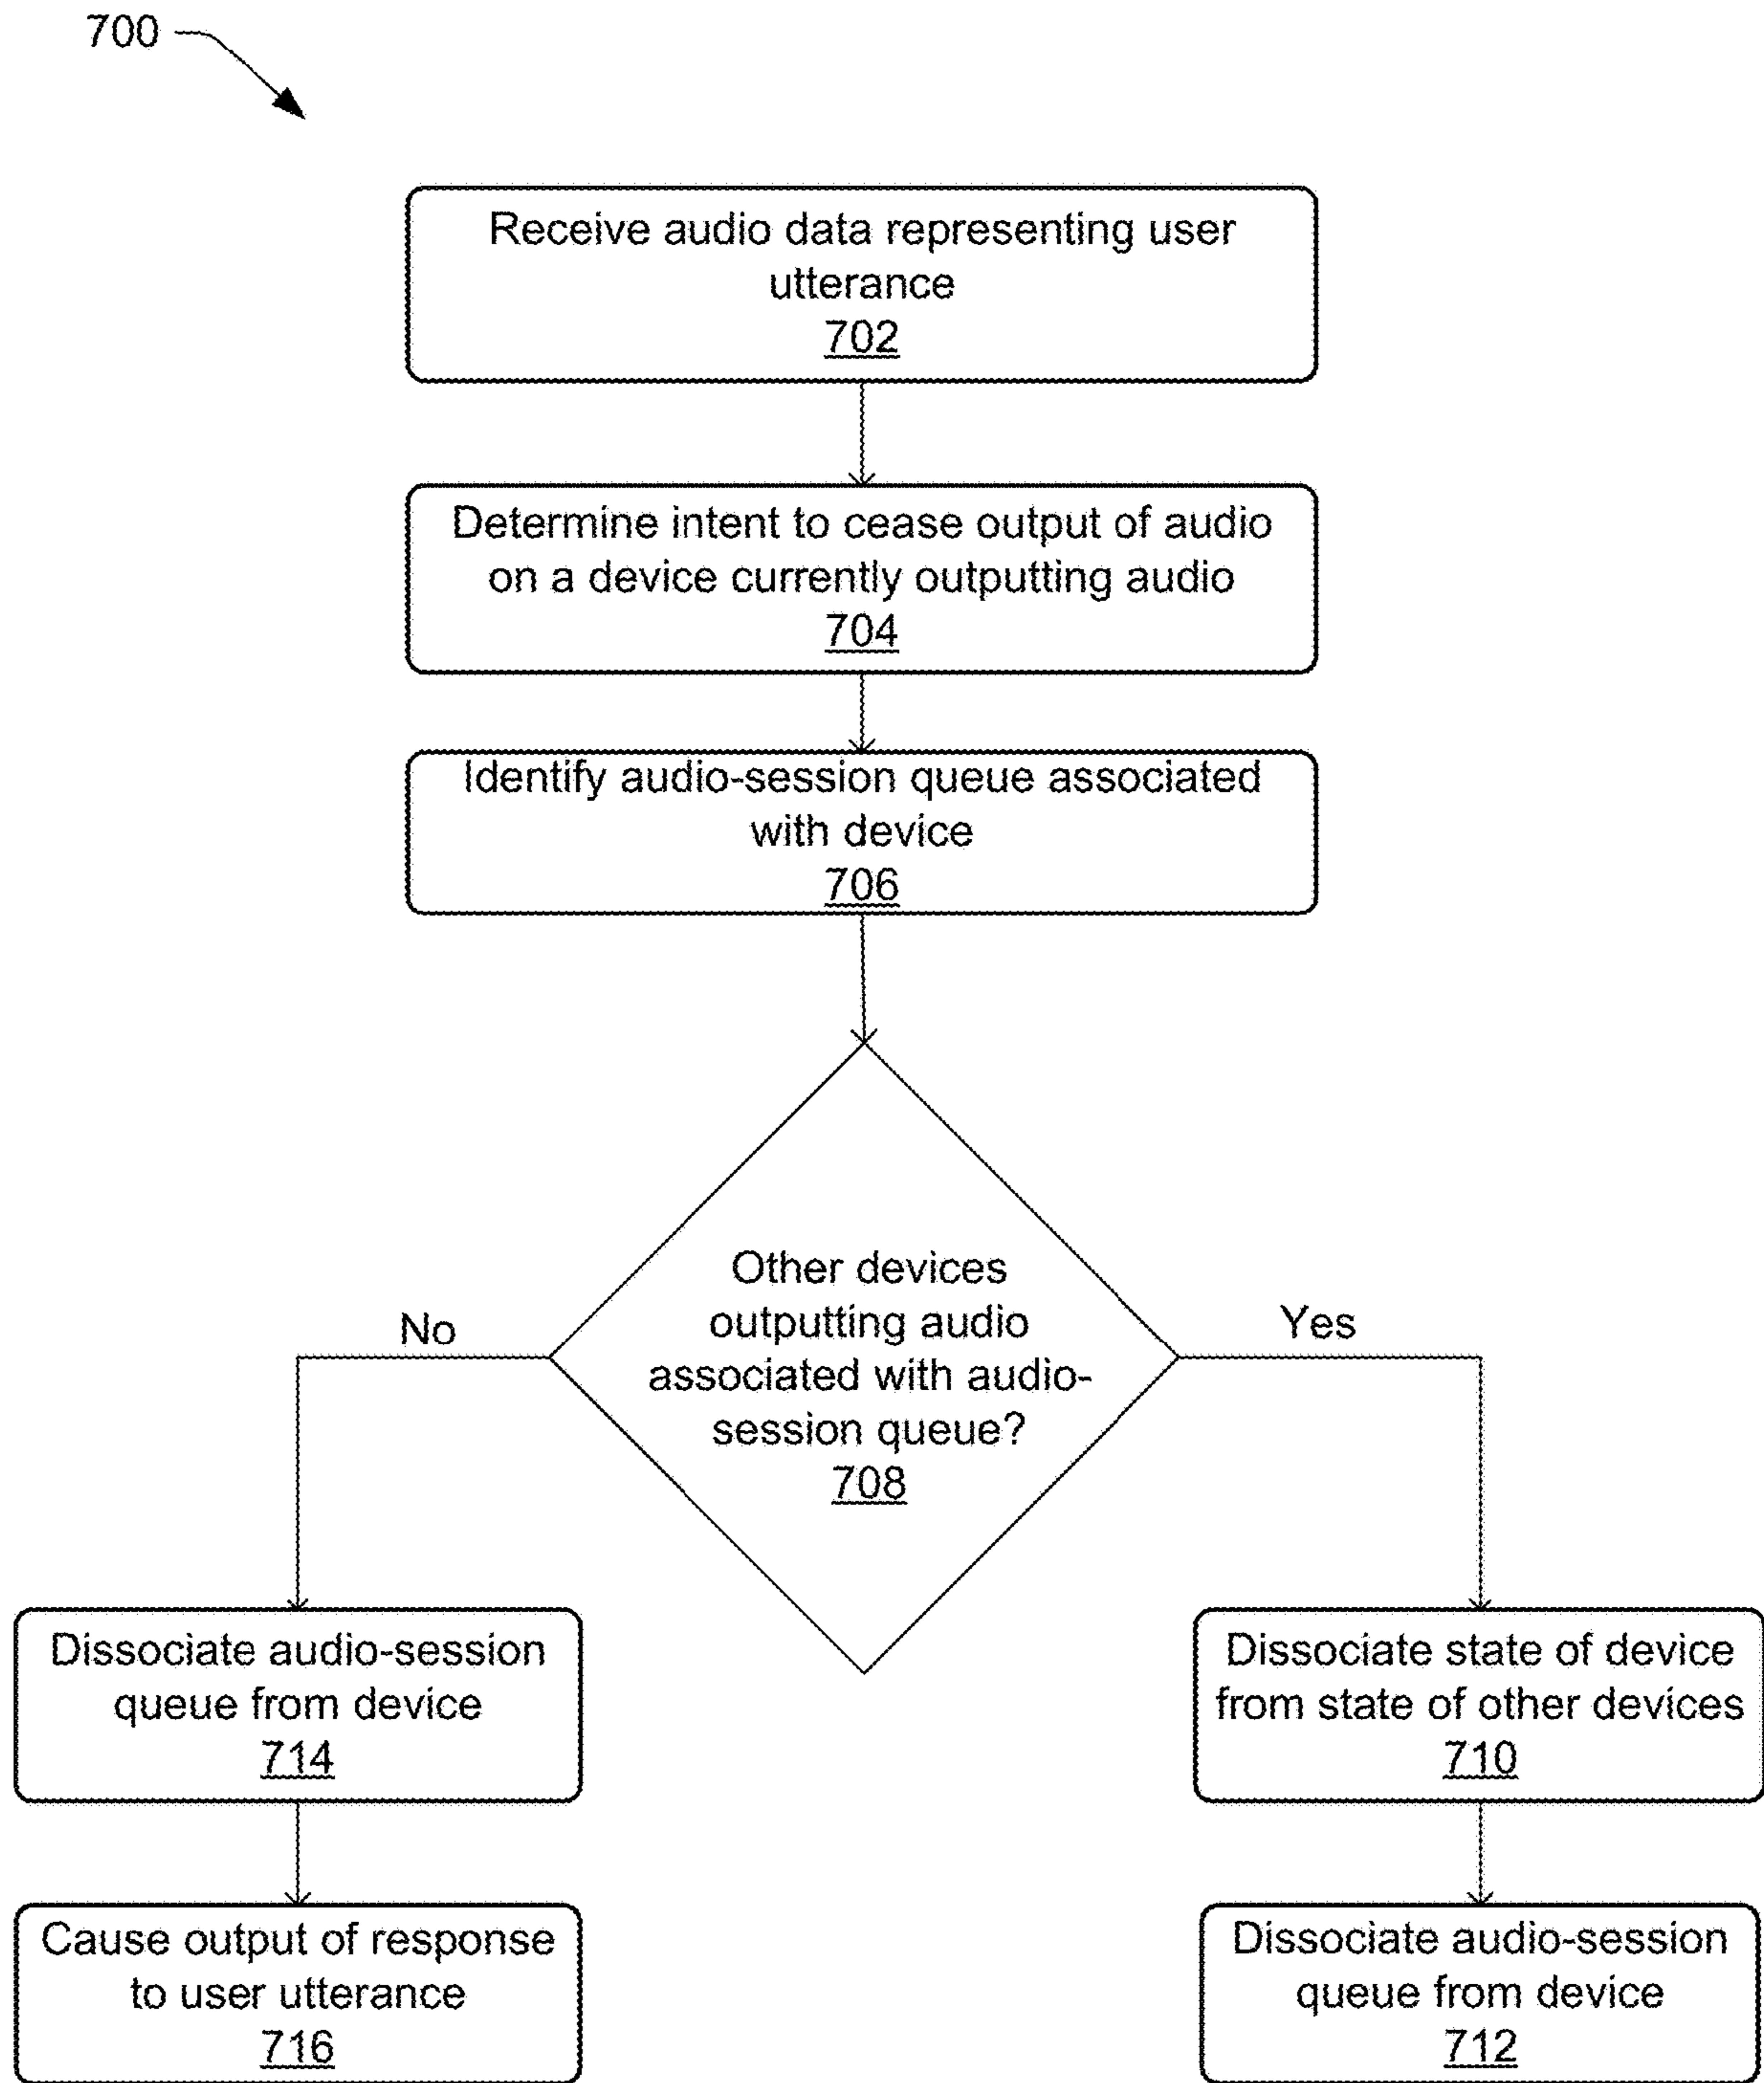 700
Receive audio data representing user
utterance
702
Determine intent to cease output of audio
on a device currently outputting audio
704
Identify audio-session queue associated
with device
706
Other devices
outputting audio
associated with audio-
session queue?
708
No
Yes
Dissociate audio-session
queue from device
714
Cause output of response
to user utterance
716
Dissociate state of device
from state of other devices
710
Dissociate audio-session
queue from device
712